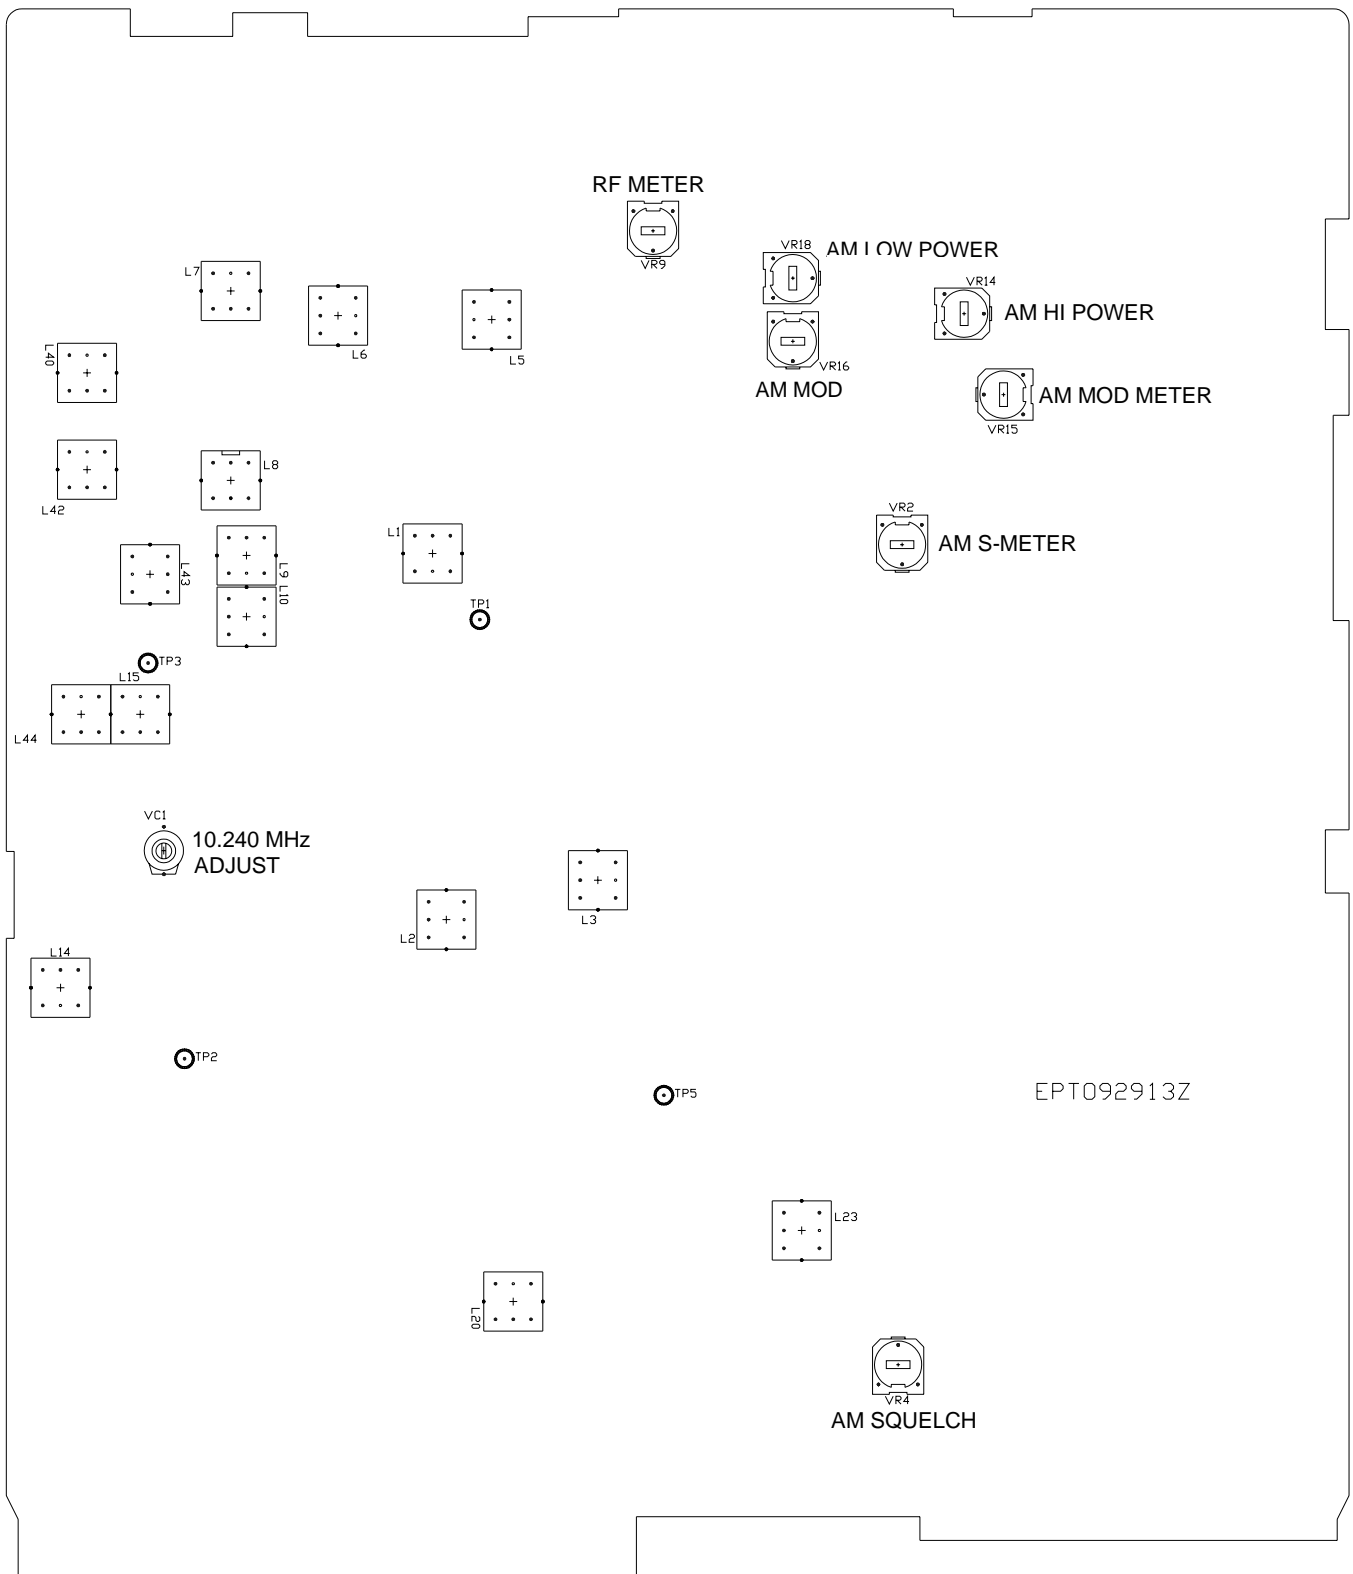 RF METER
VR9
VR18
AM LOW POWER
VR14
AM HI POWER
VR16
AM MOD
AM MOD METER
VR15
L7
L6
L5
L40
L8
L42
L1
L9
L43
L10
VR2
AM S-METER
TP1
TP3
L15
L44
VC1
10.240 MHz
ADJUST
L3
L2
L14
TP2
TP5
EPT092913Z
L23
L20
VR4
AM SQUELCH